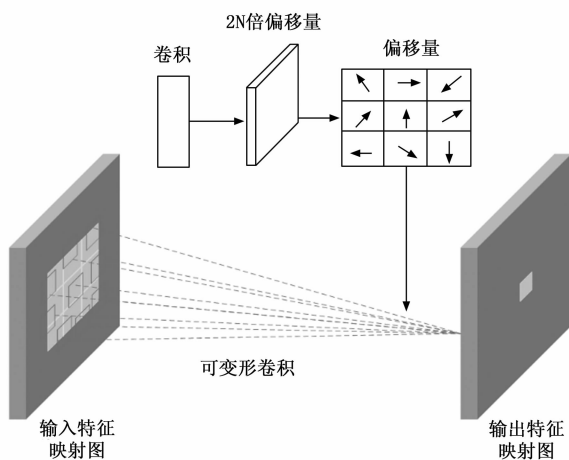 2N倍偏移量
卷积
偏移量
可变形卷积
输入特征
映射图
输出特征
映射图